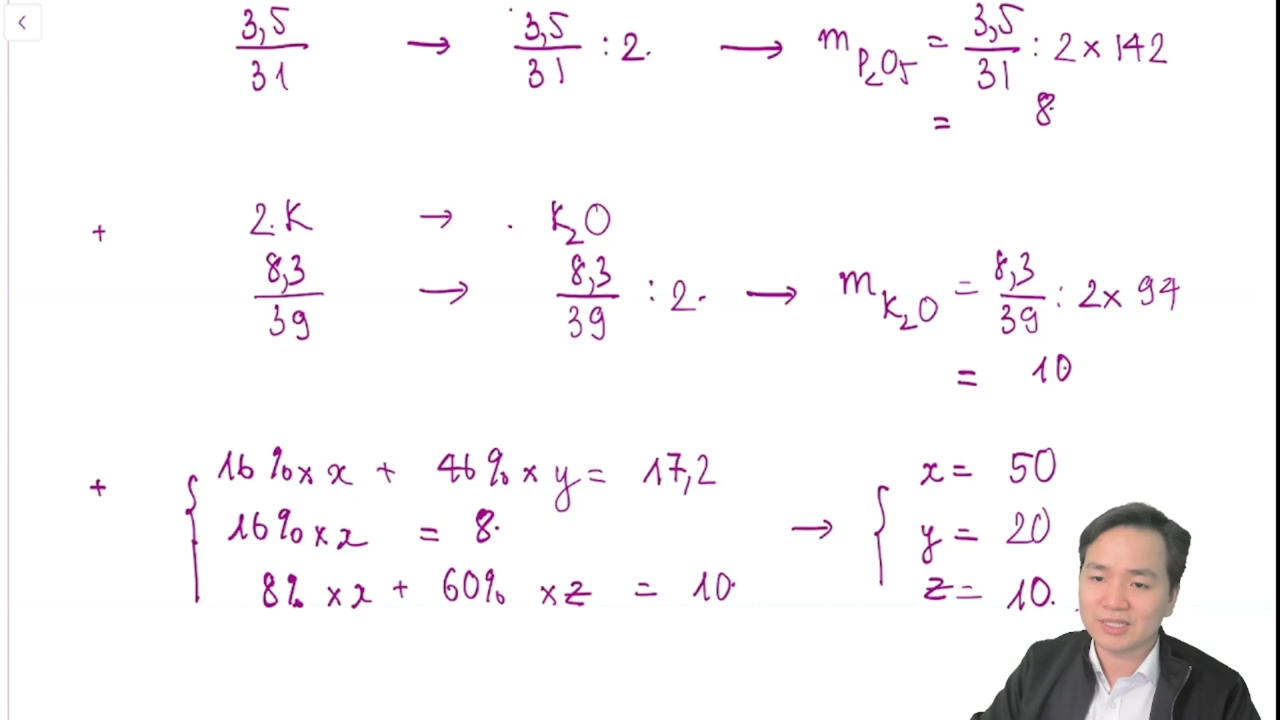 3,5/31 → 3,5/31 : 2. → m P₂O₅ = 3,5/31 : 2 × 142
= 8
+ 2.K → . K₂O
8,3/39 → 8,3/39 : 2. → m K₂O = 8,3/39 : 2 × 94
= 10
+ { 16% × x + 46% × y = 17,2
16% × x = 8.
8% × x + 60% × z = 10.
→ { x = 50
y = 20
z = 10.